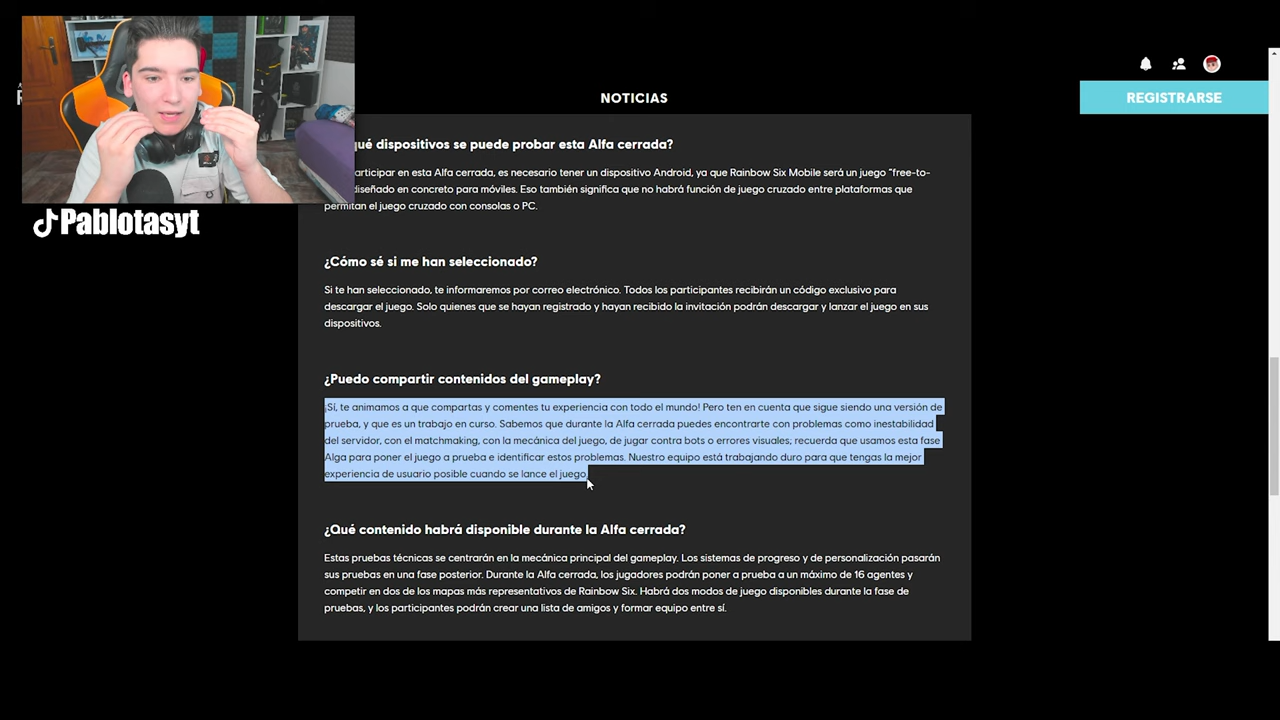 NOTICIAS
REGISTRARSE
qué dispositivos se puede probar esta Alfa cerrada?
articipar en esta Alfa cerrada, es necesario tener un dispositivo Android, ya que Rainbow Six Mobile será un juego "free-to-
diseñado en concreto para móviles. Eso también significa que no habrá función de juego cruzado entre plataformas que
permitan el juego cruzado con consolas o PC.
Pablotasyt
¿Cómo sé si me han seleccionado?
Si te han seleccionado, te informaremos por correo electrónico. Todos los participantes recibirán un código exclusivo para
descargar el juego. Solo quienes que se hayan registrado y hayan recibido la invitación podrán descargar y lanzar el juego en sus
dispositivos.
¿Puedo compartir contenidos del gameplay?
¡Sí, te animamos a que compartas y comentes tu experiencia con todo el mundo! Pero ten en cuenta que sigue siendo una versión de
prueba, y que es un trabajo en curso. Sabemos que durante la Alfa cerrada puedes encontrarte con problemas como inestabilidad
del servidor, con el matchmaking, con la mecánica del juego, de jugar contra bots o errores visuales; recuerda que usamos esta fase
Alga para poner el juego a prueba e identificar estos problemas. Nuestro equipo está trabajando duro para que tengas la mejor
experiencia de usuario posible cuando se lance el juego.
¿Qué contenido habrá disponible durante la Alfa cerrada?
Estas pruebas técnicas se centrarán en la mecánica principal del gameplay. Los sistemas de progreso y de personalización pasarán
sus pruebas en una fase posterior. Durante la Alfa cerrada, los jugadores podrán poner a prueba a un máximo de 16 agentes y
competir en dos de los mapas más representativos de Rainbow Six. Habrá dos modos de juego disponibles durante la fase de
pruebas, y los participantes podrán crear una lista de amigos y formar equipo entre sí.